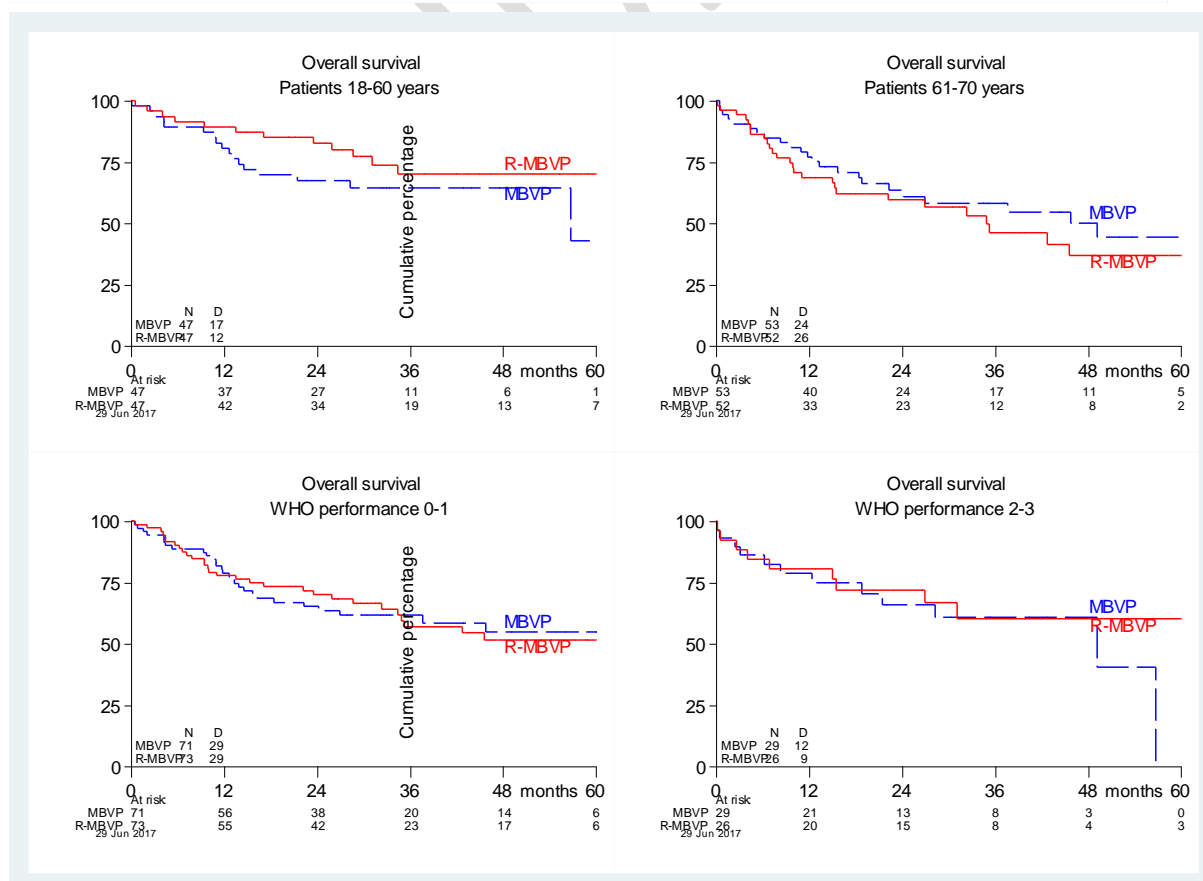 Overall survival
Patients 18-60 years
100
75
50
25
0
Cumulative percentage
R-MBVP
MBVP
N D
MBVP 47 17
R-MBVP 47 12
0 12 24 36 months 60
At risk
MBVP 47 37 27 11 6 1
R-MBVP 47 42 34 19 13 7
29 Jun 2017
Overall survival
Patients 61-70 years
100
75
50
25
0
MBVP
R-MBVP
N D
MBVP 53 24
R-MBVP 52 26
0 12 24 36 48 months 60
At risk
MBVP 53 40 24 17 11 5
R-MBVP 52 33 23 12 8 2
29 Jun 2017
Overall survival
WHO performance 0-1
100
75
50
25
0
Cumulative percentage
MBVP
R-MBVP
N D
MBVP 71 29
R-MBVP 73 29
0 12 24 36 48 months 60
At risk
MBVP 71 56 38 20 14 6
R-MBVP 73 55 42 23 17 6
29 Jun 2017
Overall survival
WHO performance 2-3
100
75
50
25
0
MBVP
R-MBVP
N D
MBVP 29 12
R-MBVP 26 9
0 12 24 36 48 months 60
At risk
MBVP 29 21 13 8 3 0
R-MBVP 26 20 15 8 4 3
29 Jun 2017